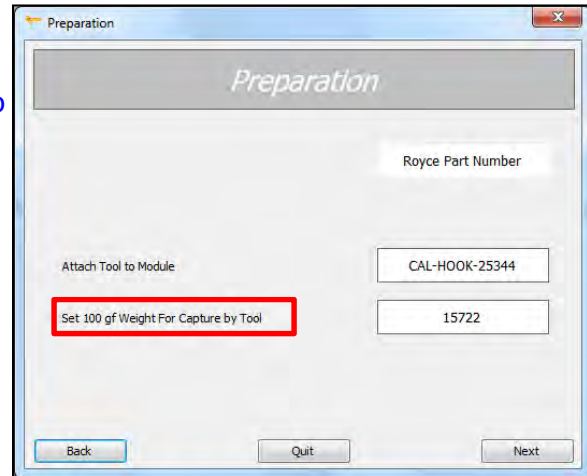 Preparation
Preparation
Royce Part Number
Attach Tool to Module
CAL-HOOK-25344
Set 100 gf Weight For Capture by Tool
15722
Back
Quit
Next